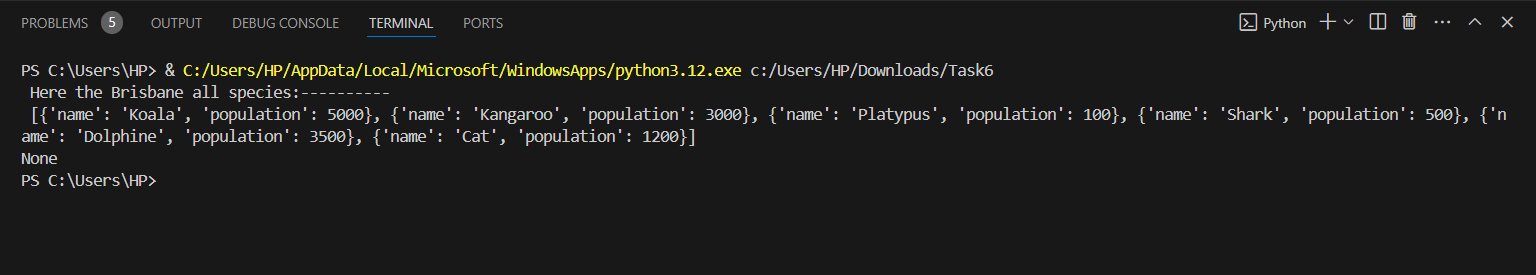 PROBLEMS 5 OUTPUT DEBUG CONSOLE TERMINAL PORTS Python
PS C:\Users\HP> & C:/Users/HP/AppData/Local/Microsoft/WindowsApps/python3.12.exe c:/Users/HP/Downloads/Task6
 Here the Brisbane all species:----------
 [{'name': 'Koala', 'population': 5000}, {'name': 'Kangaroo', 'population': 3000}, {'name': 'Platypus', 'population': 100}, {'name': 'Shark', 'population': 500}, {'n
ame': 'Dolphine', 'population': 3500}, {'name': 'Cat', 'population': 1200}]
None
PS C:\Users\HP>